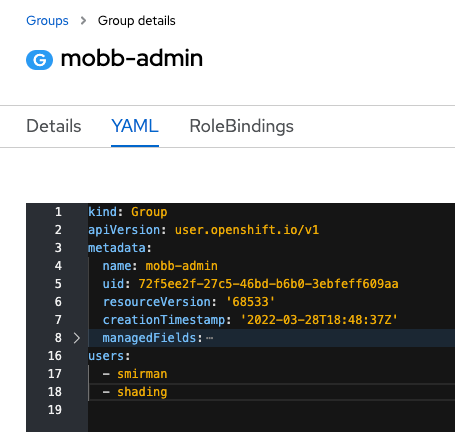 Groups > Group details
G mobb-admin
Details YAML RoleBindings
1 kind: Group
2 apiVersion: user.openshift.io/v1
3 metadata:
4 name: mobb-admin
5 uid: 72f5ee2f-27c5-46bd-b6b0-3ebfeff609aa
6 resourceVersion: '68533'
7 creationTimestamp: '2022-03-28T18:48:37Z'
8 > managedFields:⋯
16 users:
17 - smirman
18 - shading
19